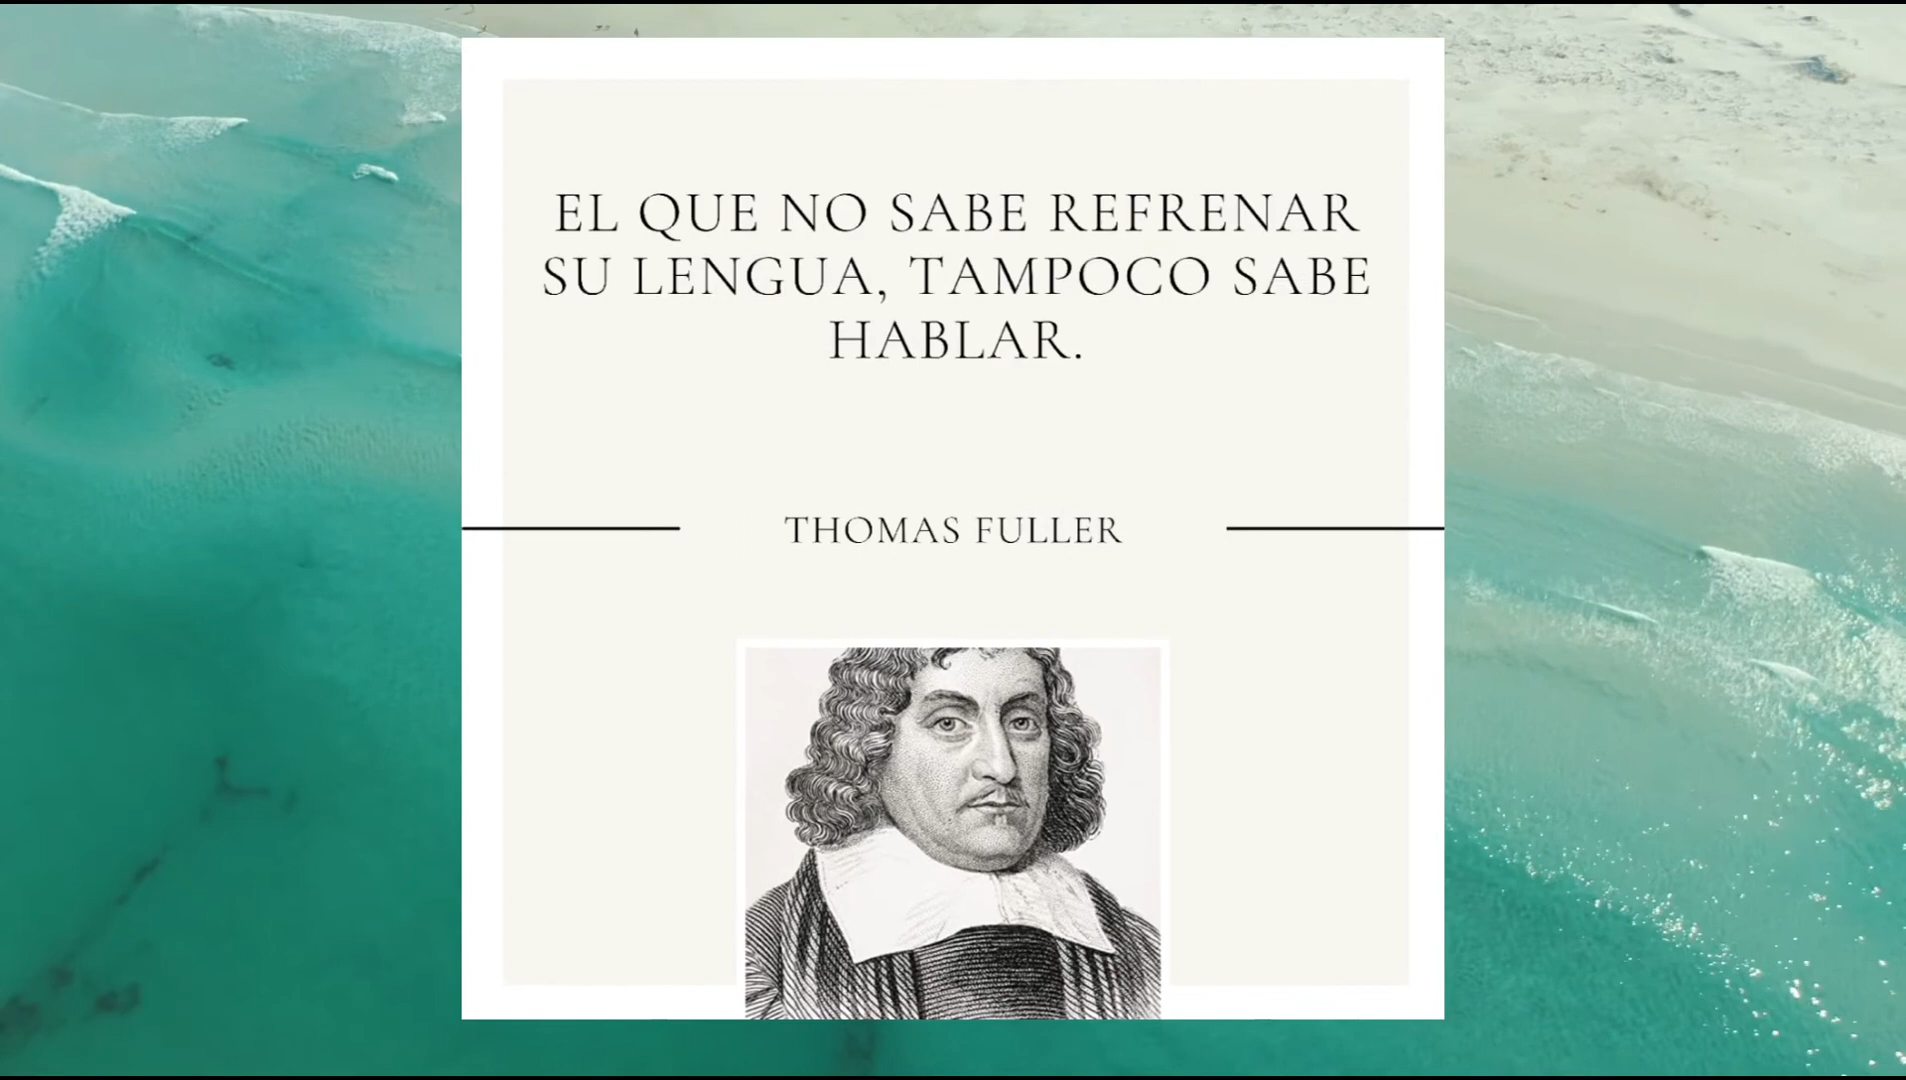 EL QUE NO SABE REFRENAR
SU LENGUA, TAMPOCO SABE
HABLAR.
THOMAS FULLER